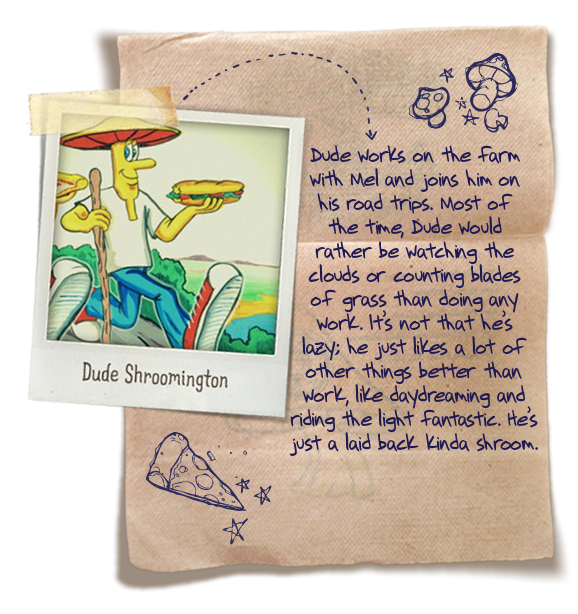 Dude works on the farm
with Mel and joins him on
his road trips. Most of
the time, Dude would
rather be watching the
clouds or counting blades
of grass than doing any
work. It's not that he's
lazy; he just likes a lot of
other things better than
work, like daydreaming and
riding the light fantastic. He's
just a laid back kinda shroom.
Dude Shroomington